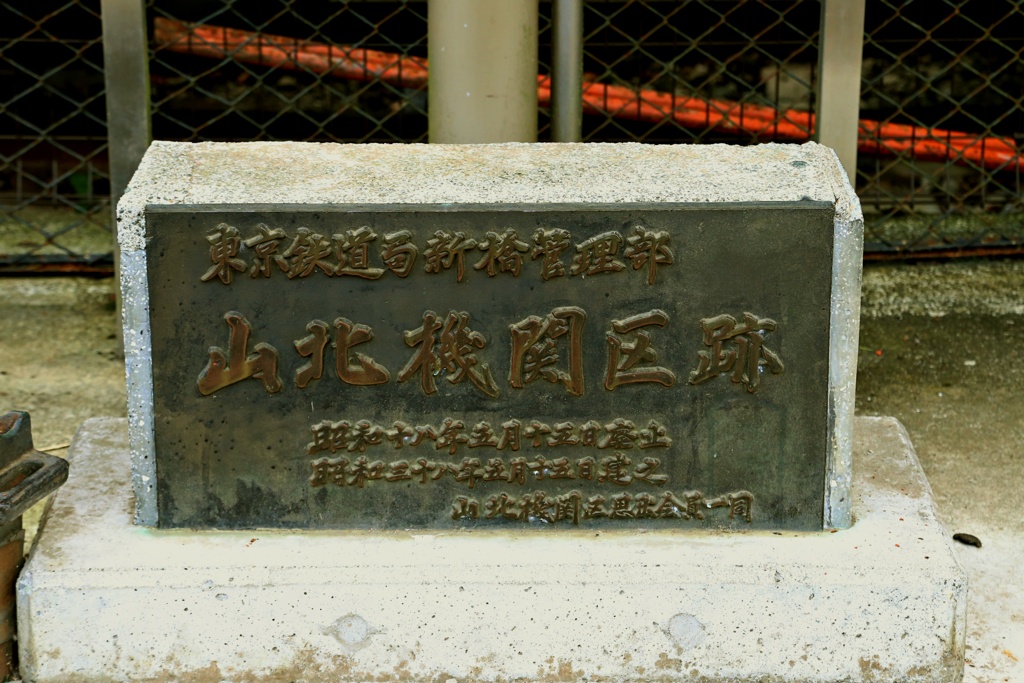 東京鉄道局新橋管理部
山北機関区跡
昭和十八年五月十五日廃止
昭和五十八年五月十五日建之
山北機関区思出会員一同